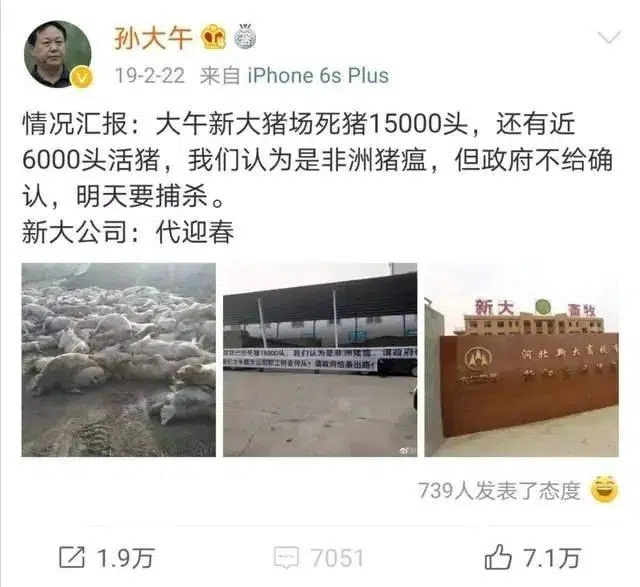 孙大午
19-2-22 来自 iPhone 6s Plus
情况汇报：大午新大猪场死猪15000头，还有近
6000头活猪，我们认为是非洲猪瘟，但政府不给确
认，明天要捕杀。
新大公司：代迎春
死猪15000头，我们认为是非洲猪瘟，请政府
请政府给条出路！
新大 畜牧
河北新大畜牧
739人发表了态度
1.9万
7051
7.1万